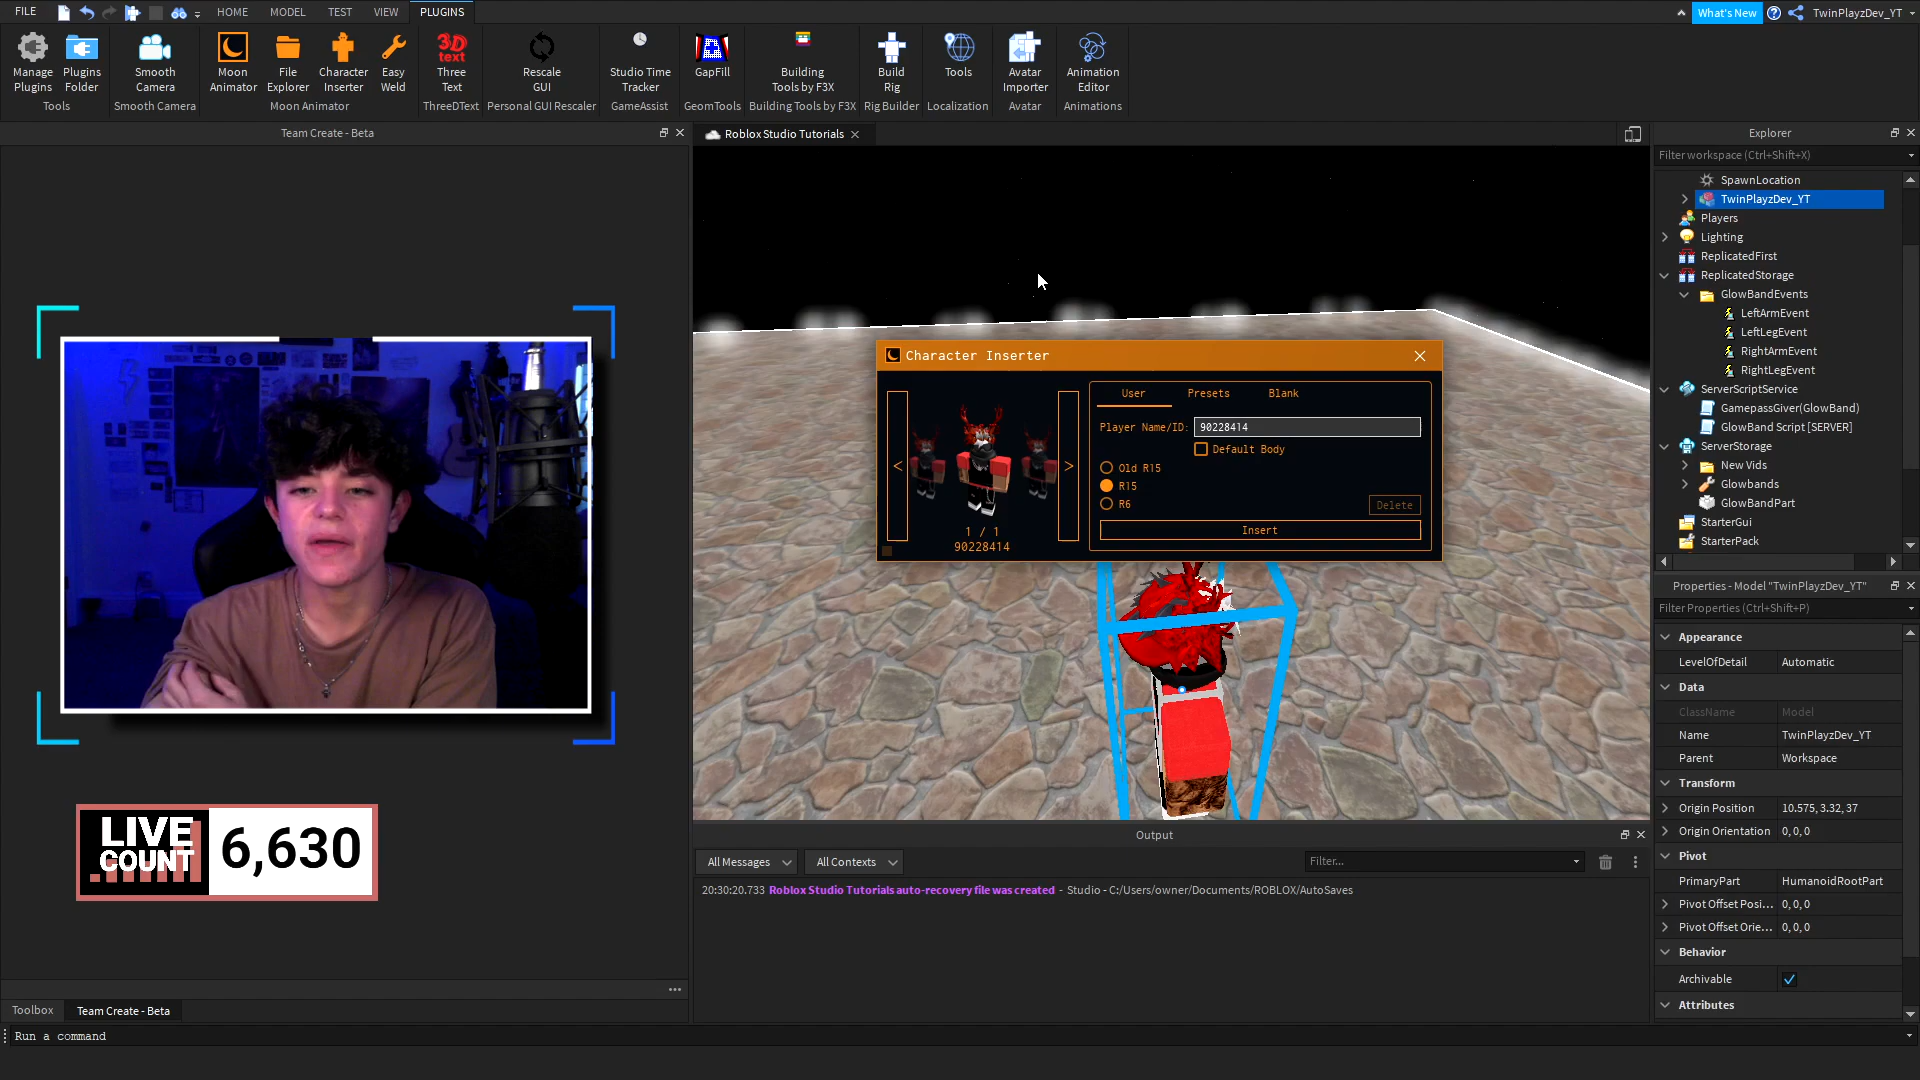 FILE
HOME
MODEL
TEST
VIEW
PLUGINS
What's New
TwinPlayzDev_YT
Manage Plugins
Plugins Folder
Tools
Smooth Camera
Smooth Camera
Moon Animator
File Explorer
Character Inserter
Easy Weld
Moon Animator
3D text
Three Text
ThreeDText
Rescale GUI
Personal GUI Rescaler
Studio Time Tracker
GameAssist
GapFill
GeomTools
Building Tools by F3X
Building Tools by F3X
Build Rig
Rig Builder
Tools
Localization
Avatar Importer
Avatar
Animation Editor
Animations
Team Create - Beta
LIVE COUNT
6,630
Toolbox
Team Create - Beta
Run a command
Roblox Studio Tutorials
Character Inserter
<
>
1 / 1
90228414
User
Presets
Blank
Player Name/ID:
90228414
Default Body
Old R15
R15
R6
Delete
Insert
Output
All Messages
All Contexts
Filter...
20:30:20.733 Roblox Studio Tutorials auto-recovery file was created - Studio - C:/Users/owner/Documents/ROBLOX/AutoSaves
Explorer
Filter workspace (Ctrl+Shift+X)
SpawnLocation
TwinPlayzDev_YT
Players
Lighting
ReplicatedFirst
ReplicatedStorage
GlowBandEvents
LeftArmEvent
LeftLegEvent
RightArmEvent
RightLegEvent
ServerScriptService
GamepassGiver(GlowBand)
GlowBand Script [SERVER]
ServerStorage
New Vids
Glowbands
GlowBandPart
StarterGui
StarterPack
Properties - Model "TwinPlayzDev_YT"
Filter Properties (Ctrl+Shift+P)
Appearance
LevelOfDetail Automatic
Data
ClassName Model
Name TwinPlayzDev_YT
Parent Workspace
Transform
Origin Position 10.575, 3.32, 37
Origin Orientation 0, 0, 0
Pivot
PrimaryPart HumanoidRootPart
Pivot Offset Posi... 0, 0, 0
Pivot Offset Orie... 0, 0, 0
Behavior
Archivable
Attributes